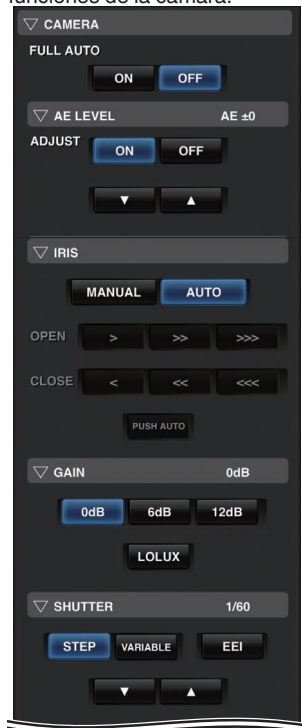 funciones de la cámara.
▽ CAMERA
FULL AUTO
ON OFF
▽ AE LEVEL AE ±0
ADJUST ON OFF
▼ ▲
▽ IRIS
MANUAL AUTO
OPEN > >> >>>
CLOSE < << <<<
PUSH AUTO
▽ GAIN 0dB
0dB 6dB 12dB
LOLUX
▽ SHUTTER 1/60
STEP VARIABLE EEI
▼ ▲